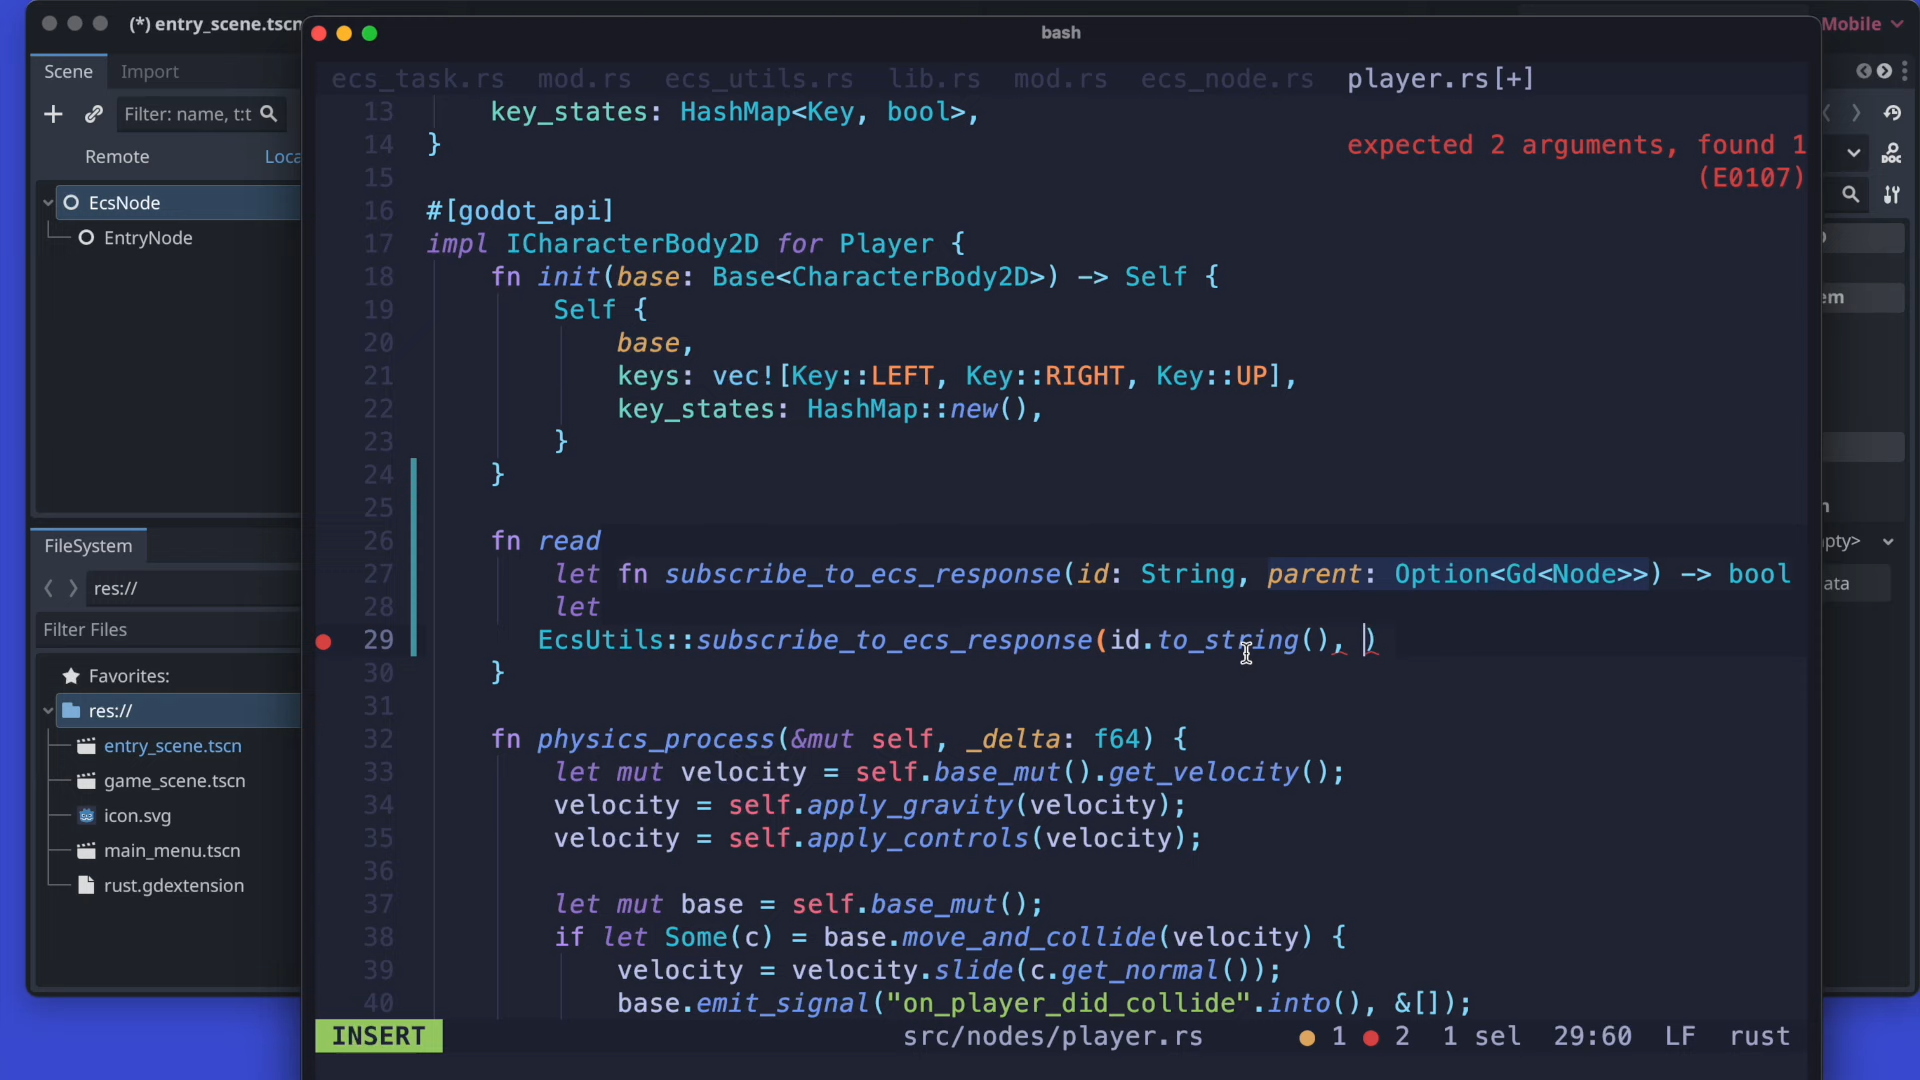 (*) entry_scene.tscn
Mobile
bash
Scene
Import
Filter: name, t:t
Remote
Loca
EcsNode
EntryNode
FileSystem
res://
Filter Files
Favorites:
res://
entry_scene.tscn
game_scene.tscn
icon.svg
main_menu.tscn
rust.gdextension
ecs_task.rs mod.rs ecs_utils.rs lib.rs mod.rs ecs_node.rs player.rs[+]
13 key_states: HashMap<Key, bool>,
14 } expected 2 arguments, found 1
15 (E0107)
16 #[godot_api]
17 impl ICharacterBody2D for Player {
18 fn init(base: Base<CharacterBody2D>) -> Self {
19 Self {
20 base,
21 keys: vec![Key::LEFT, Key::RIGHT, Key::UP],
22 key_states: HashMap::new(),
23 }
24 }
25
26 fn read
27 let fn subscribe_to_ecs_response(id: String, parent: Option<Gd<Node>>) -> bool
28 let
29 EcsUtils::subscribe_to_ecs_response(id.to_string(), )
30 }
31
32 fn physics_process(&mut self, _delta: f64) {
33 let mut velocity = self.base_mut().get_velocity();
34 velocity = self.apply_gravity(velocity);
35 velocity = self.apply_controls(velocity);
36
37 let mut base = self.base_mut();
38 if let Some(c) = base.move_and_collide(velocity) {
39 velocity = velocity.slide(c.get_normal());
40 base.emit_signal("on_player_did_collide".into(), &[]);
INSERT src/nodes/player.rs 1 2 1 sel 29:60 LF rust
DOC
em
n
pty>
ata